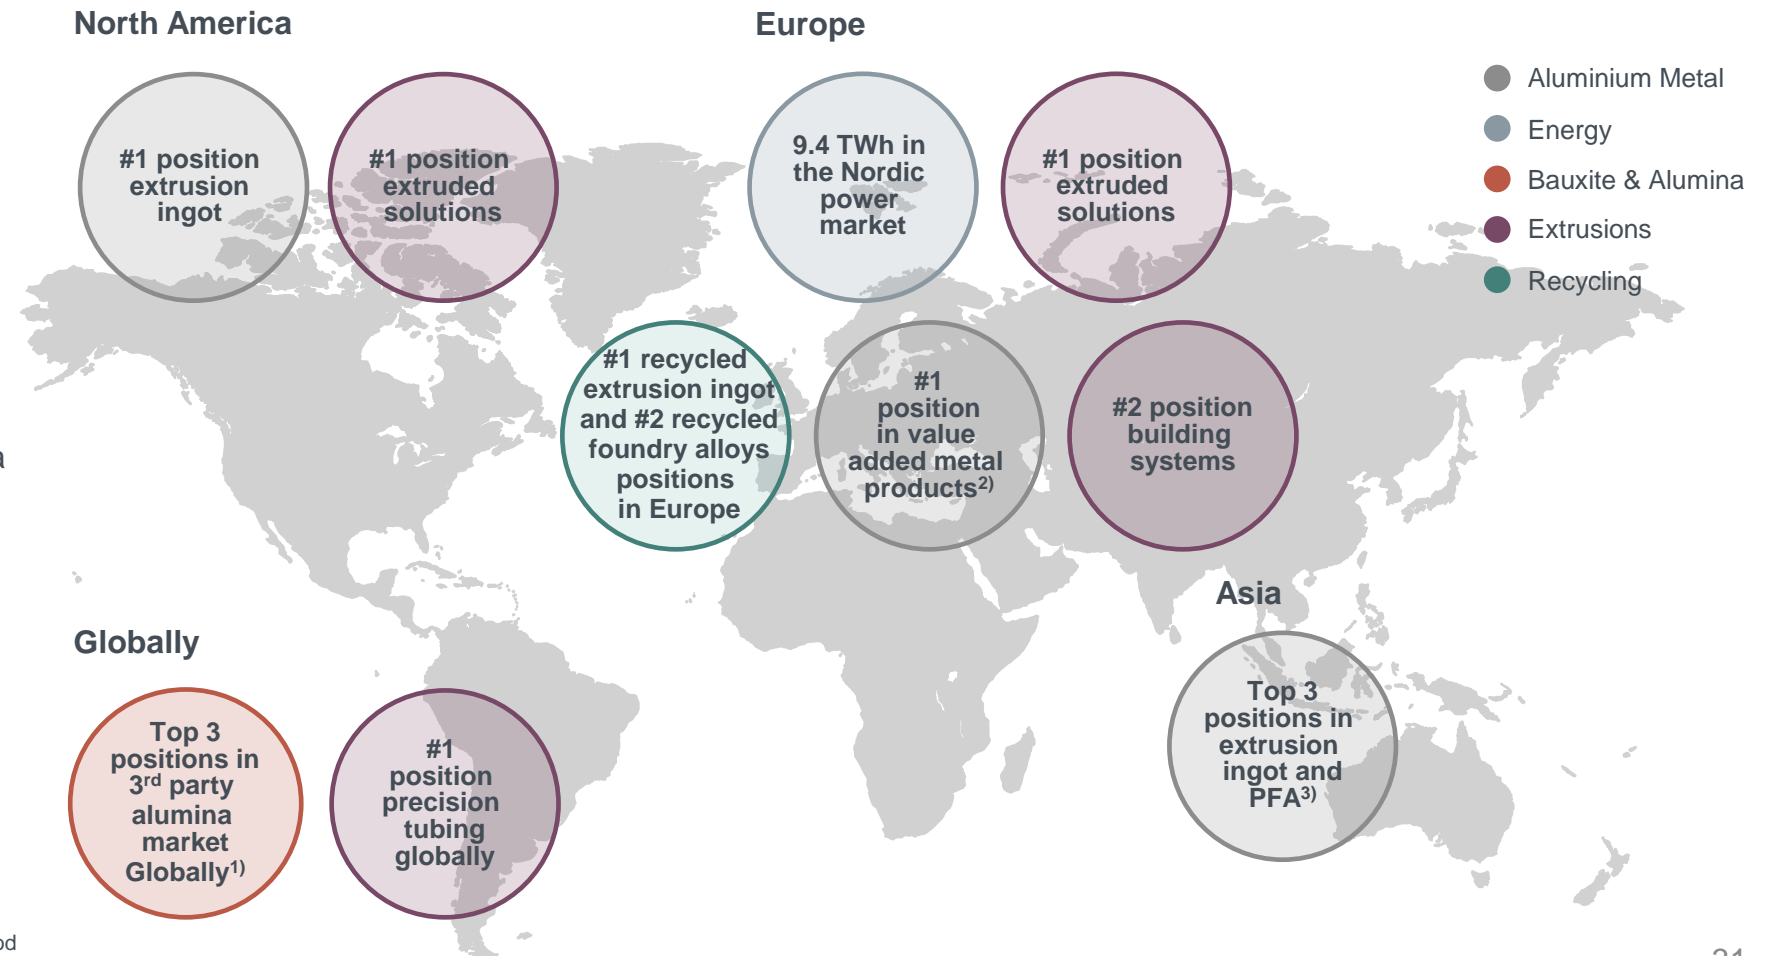 North America
Europe
Aluminium Metal
Energy
Bauxite & Alumina
Extrusions
Recycling
#1 position
extrusion
ingot
#1 position
extruded
solutions
9.4 TWh in
the Nordic
power
market
#1 position
extruded
solutions
#1 recycled
extrusion ingot
and #2 recycled
foundry alloys
positions
in Europe
#1
position
in value
added metal
products2)
#2 position
building
systems
Asia
Top 3
positions in
extrusion
ingot and
PFA3)
Globally
Top 3
positions in
3rd party
alumina
market
Globally1)
#1
position
precision
tubing
globally